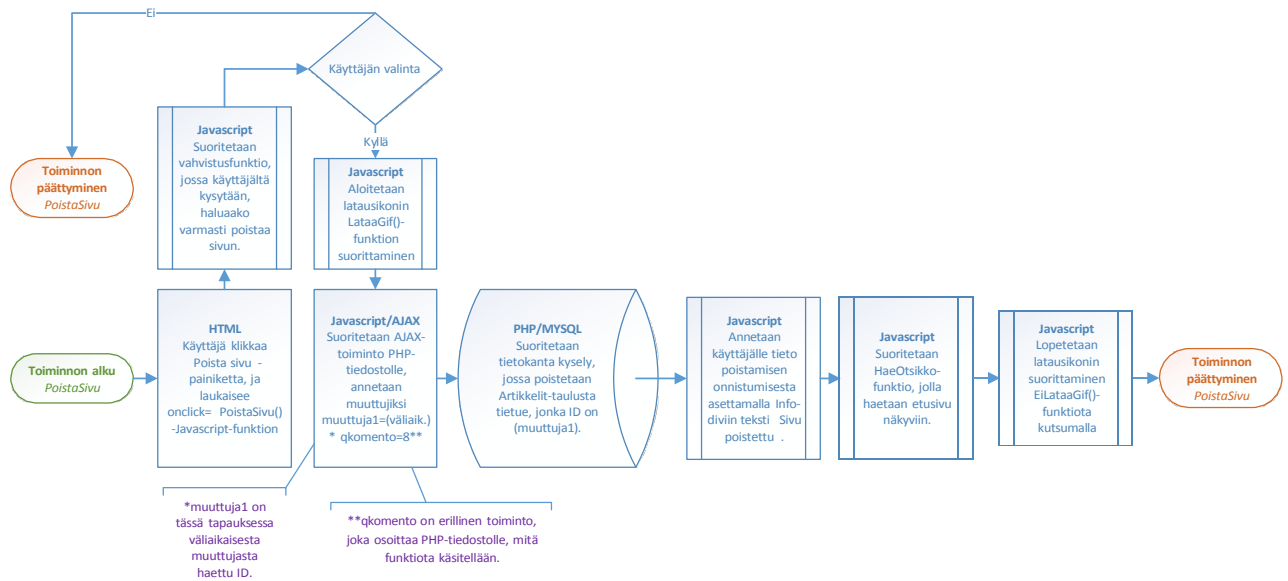 Ei
Käyttäjän valinta
Kyllä
Javascript
Suoritetaan
vahvistusfunktio,
jossa käyttäjältä
kysytään,
haluaako
varmasti poistaa
sivun.
Toiminnon
päättyminen
PoistaSivu
Javascript
Aloitetaan
latausikonin
LataaGif()-
funktion
suorittaminen
Toiminnon alku
PoistaSivu
HTML
Käyttäjä klikkaa
Poista sivu -
painiketta, ja
laukaisee
onclick= PoistaSivu()
-Javascript-funktion
Javascript/AJAX
Suoritetaan AJAX-
toiminto PHP-
tiedostolle,
annetaan
muuttujiksi
muuttuja1=(väliaik.)
* qkomento=8**
PHP/MYSQL
Suoritetaan
tietokanta kysely,
jossa poistetaan
Artikkelit-taulusta
tietue, jonka ID on
(muuttuja1).
Javascript
Annetaan
käyttäjälle tieto
poistamisen
onnistumisesta
asettamalla Info-
diviin teksti Sivu
poistettu .
Javascript
Suoritetaan
HaeOtsikko-
funktio, jolla
haetaan etusivu
näkyviin.
Javascript
Lopetetaan
latausikonin
suorittaminen
EiLataaGif()-
funktiota
kutsumalla
Toiminnon
päättyminen
PoistaSivu
*muuttuja1 on
tässä tapauksessa
väliaikaisesta
muuttujasta
haettu ID.
**qkomento on erillinen toiminto,
joka osoittaa PHP-tiedostolle, mitä
funktiota käsitellään.